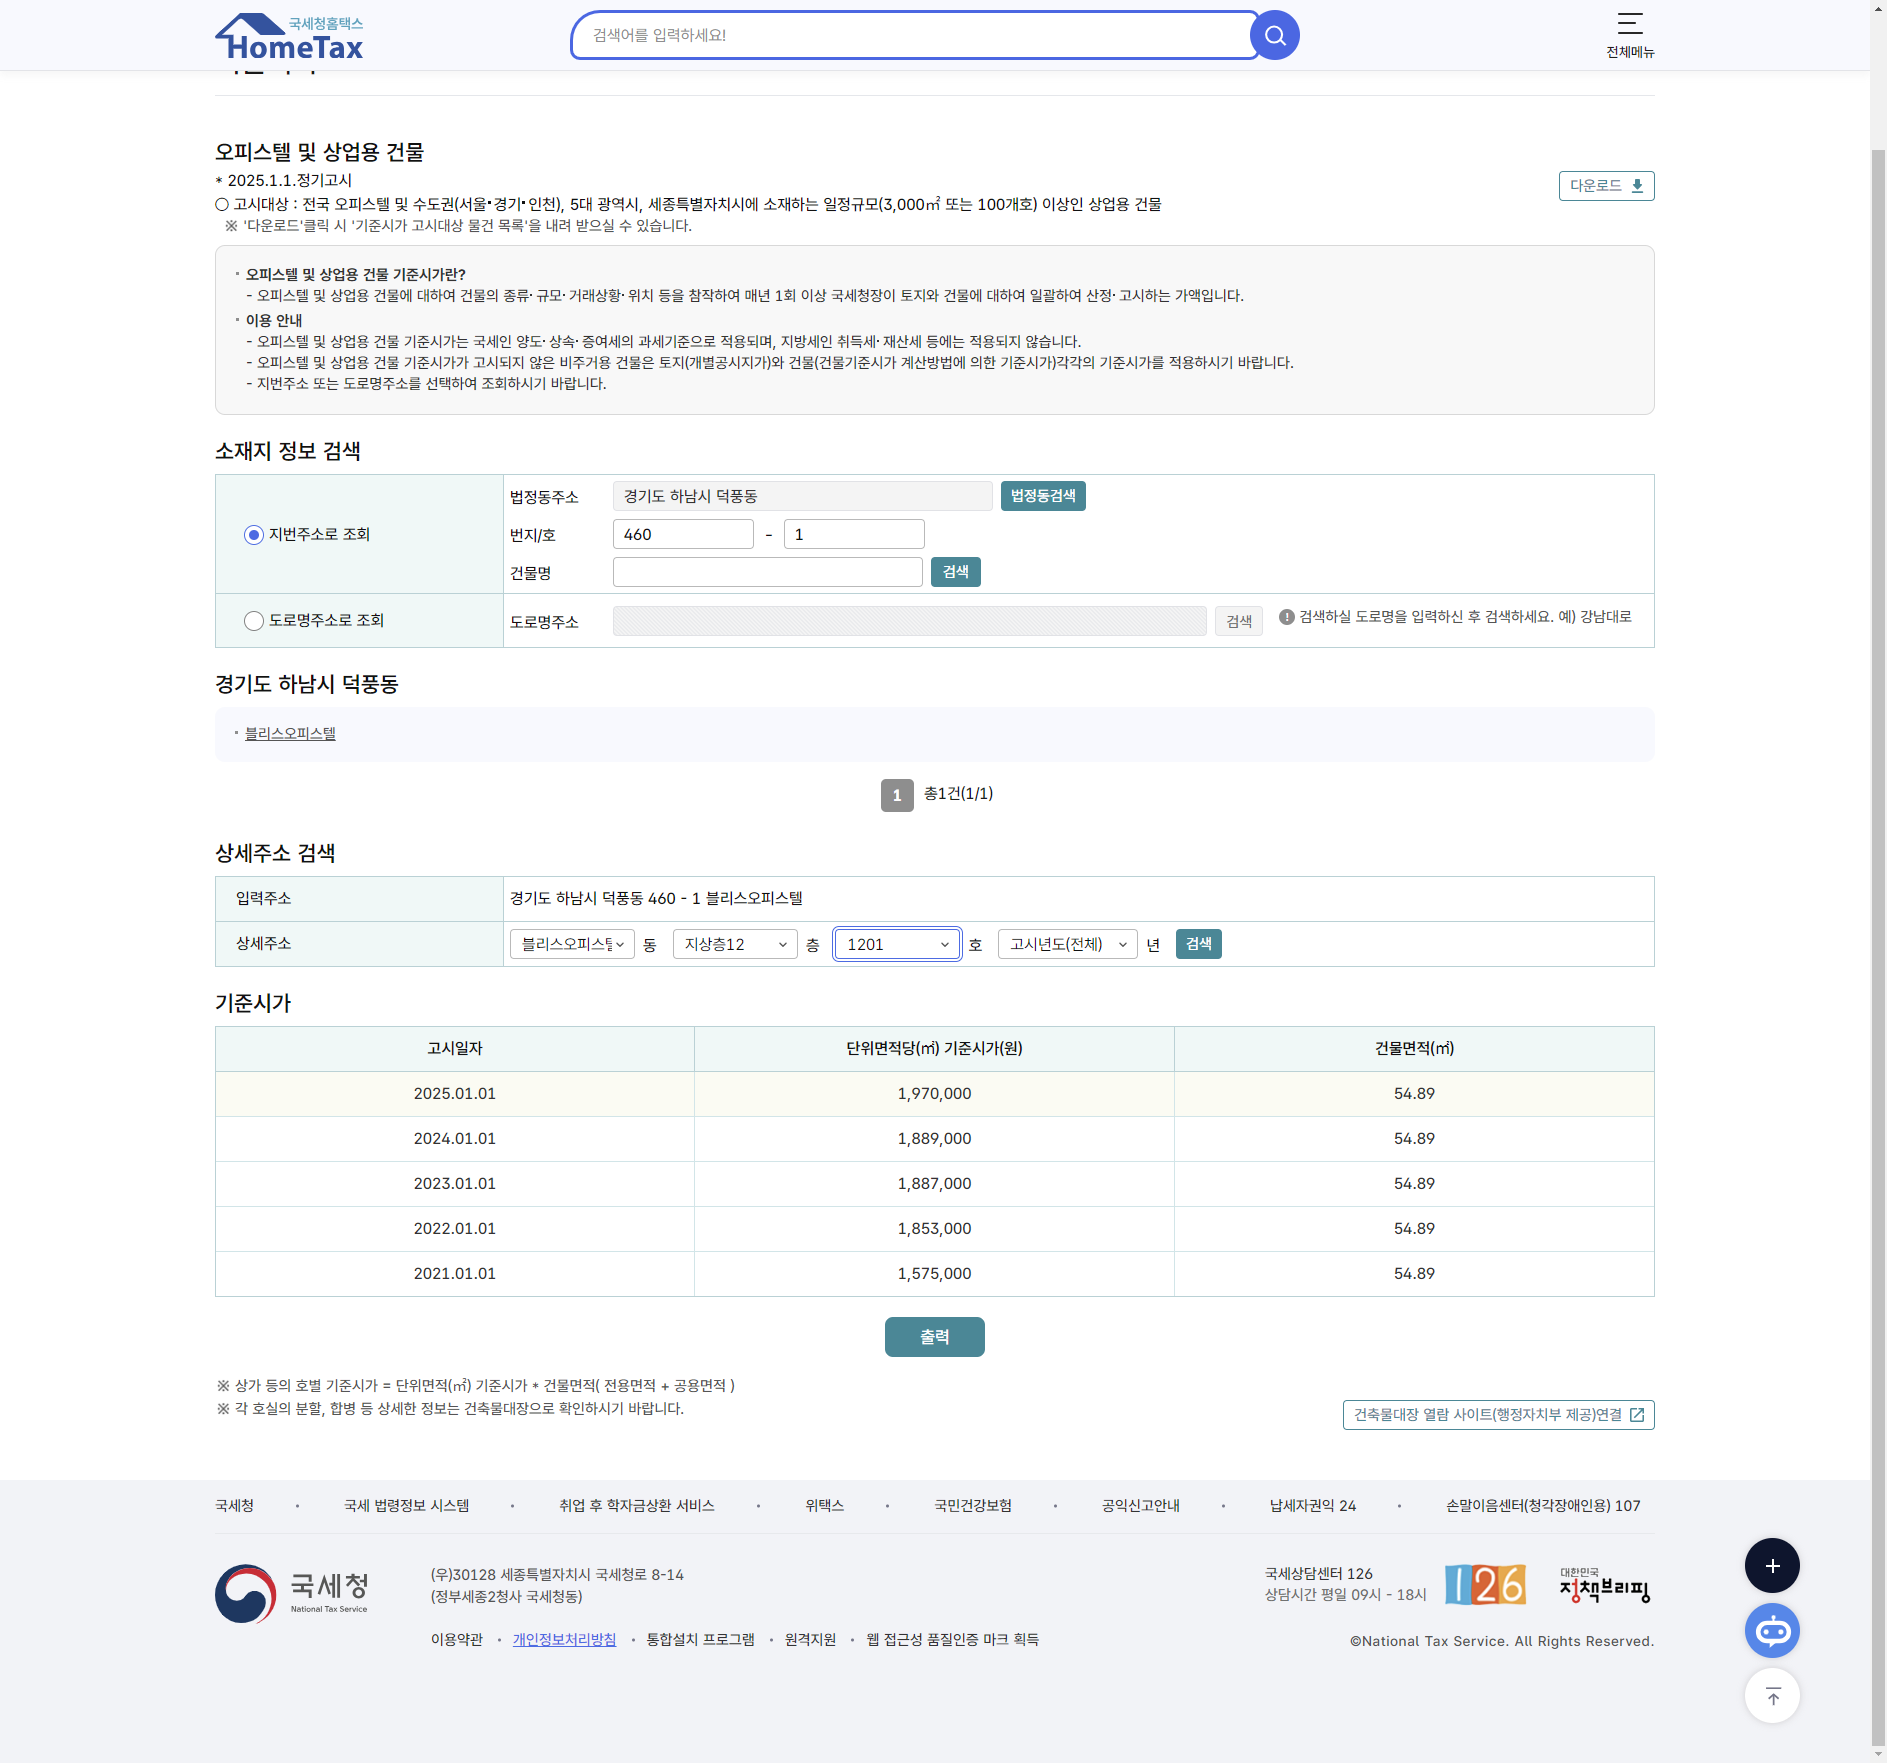 국세청홈택스
HomeTax
검색어를 입력하세요!
전체메뉴
오피스텔 및 상업용 건물
* 2025.1.1.정기고시
○ 고시대상 : 전국 오피스텔 및 수도권(서울·경기·인천), 5대 광역시, 세종특별자치시에 소재하는 일정규모(3,000㎡ 또는 100개호) 이상인 상업용 건물
다운로드
※ '다운로드'클릭 시 '기준시가 고시대상 물건 목록'을 내려 받으실 수 있습니다.
· 오피스텔 및 상업용 건물 기준시가란?
- 오피스텔 및 상업용 건물에 대하여 건물의 종류· 규모· 거래상황· 위치 등을 참작하여 매년 1회 이상 국세청장이 토지와 건물에 대하여 일괄하여 산정· 고시하는 가액입니다.
· 이용 안내
- 오피스텔 및 상업용 건물 기준시가는 국세인 양도· 상속· 증여세의 과세기준으로 적용되며, 지방세인 취득세· 재산세 등에는 적용되지 않습니다.
- 오피스텔 및 상업용 건물 기준시가가 고시되지 않은 비주거용 건물은 토지(개별공시지가)와 건물(건물기준시가 계산방법에 의한 기준시가)각각의 기준시가를 적용하시기 바랍니다.
- 지번주소 또는 도로명주소를 선택하여 조회하시기 바랍니다.
소재지 정보 검색
지번주소로 조회
법정동주소 경기도 하남시 덕풍동 법정동검색
번지/호 460 - 1
건물명 검색
도로명주소로 조회 도로명주소 검색 ! 검색하실 도로명을 입력하신 후 검색하세요. 예) 강남대로
경기도 하남시 덕풍동
· 블리스오피스텔
1 총1건(1/1)
상세주소 검색
입력주소 경기도 하남시 덕풍동 460 - 1 블리스오피스텔
상세주소 블리스오피스텔 동 지상층12 층 1201 호 고시년도(전체) 년 검색
기준시가
고시일자 단위면적당(㎡) 기준시가(원) 건물면적(㎡)
2025.01.01 1,970,000 54.89
2024.01.01 1,889,000 54.89
2023.01.01 1,887,000 54.89
2022.01.01 1,853,000 54.89
2021.01.01 1,575,000 54.89
출력
※ 상가 등의 호별 기준시가 = 단위면적(㎡) 기준시가 * 건물면적( 전용면적 + 공용면적 )
※ 각 호실의 분할, 합병 등 상세한 정보는 건축물대장으로 확인하시기 바랍니다.
건축물대장 열람 사이트(행정자치부 제공)연결
국세청 · 국세 법령정보 시스템 · 취업 후 학자금상환 서비스 · 위택스 · 국민건강보험 · 공익신고안내 · 납세자권익 24 · 손말이음센터(청각장애인용) 107
국세청
National Tax Service
(우)30128 세종특별자치시 국세청로 8-14
(정부세종2청사 국세청동)
국세상담센터 126
상담시간 평일 09시 - 18시
126
대한민국
정책브리핑
이용약관 · 개인정보처리방침 · 통합설치 프로그램 · 원격지원 · 웹 접근성 품질인증 마크 획득
©National Tax Service. All Rights Reserved.